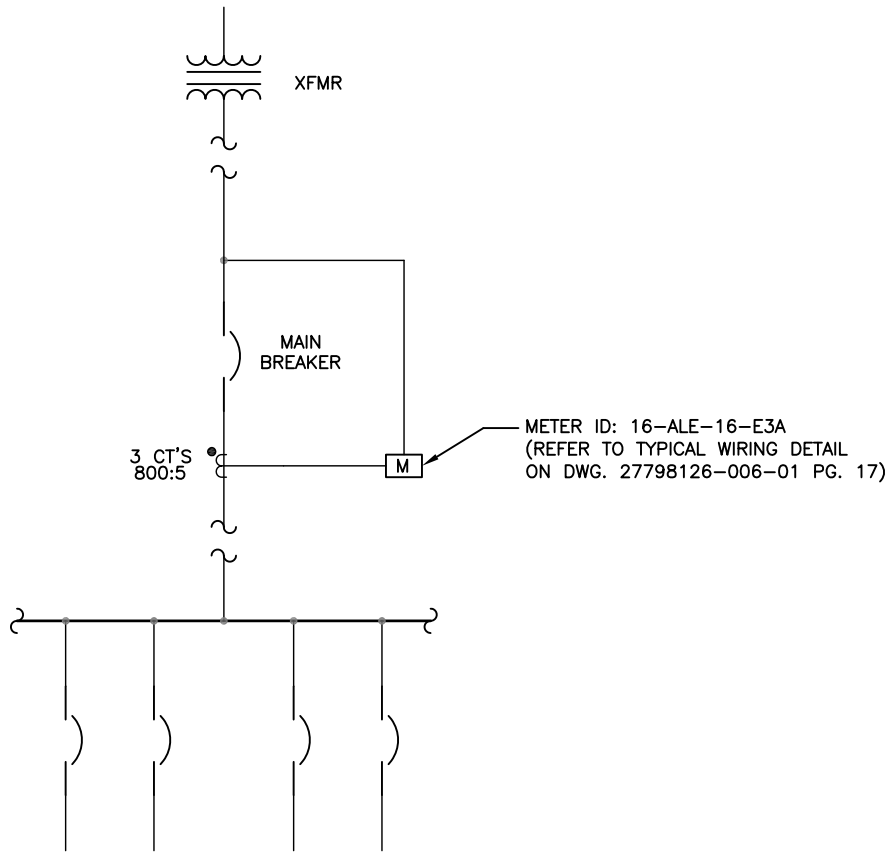 XFMR
MAIN
BREAKER
3 CT'S
800:5
M
METER ID: 16-ALE-16-E3A
(REFER TO TYPICAL WIRING DETAIL
ON DWG. 27798126-006-01 PG. 17)